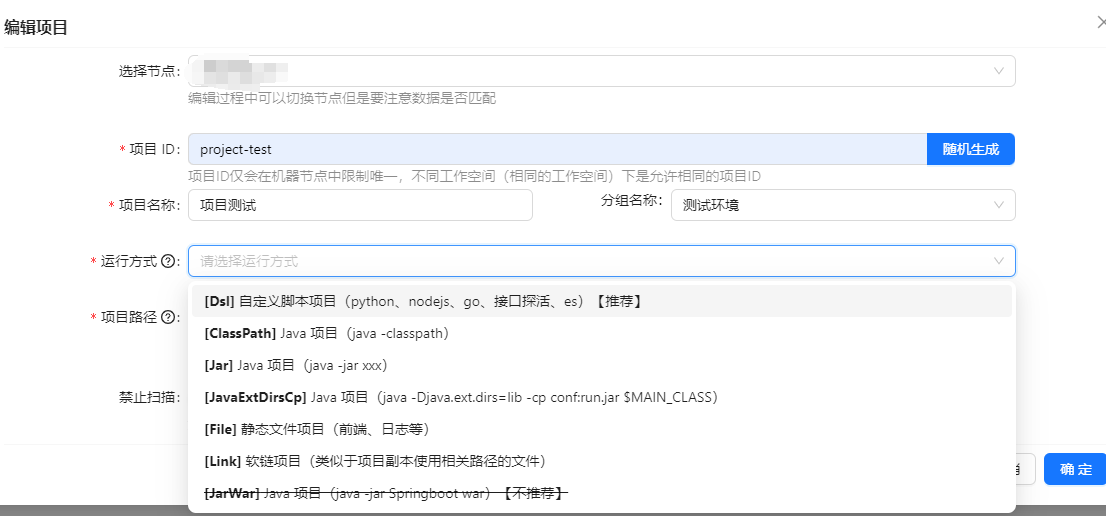 编辑项目
选择节点：
编辑过程中可以切换节点但是要注意数据是否匹配
* 项目 ID： project-test 随机生成
项目ID仅会在机器节点中限制唯一，不同工作空间（相同的工作空间）下是允许相同的项目ID
* 项目名称： 项目测试 分组名称： 测试环境
* 运行方式 ： 请选择运行方式
[Dsl] 自定义脚本项目（python、nodejs、go、接口探活、es）【推荐】
* 项目路径 ：
[ClassPath] Java 项目（java -classpath）
[Jar] Java 项目（java -jar xxx）
禁止扫描：
[JavaExtDirsCp] Java 项目（java -Djava.ext.dirs=lib -cp conf:run.jar $MAIN_CLASS）
[File] 静态文件项目（前端、日志等）
[Link] 软链项目（类似于项目副本使用相关路径的文件）
确 定
[JarWar] Java 项目（java -jar Springboot war）【不推荐】